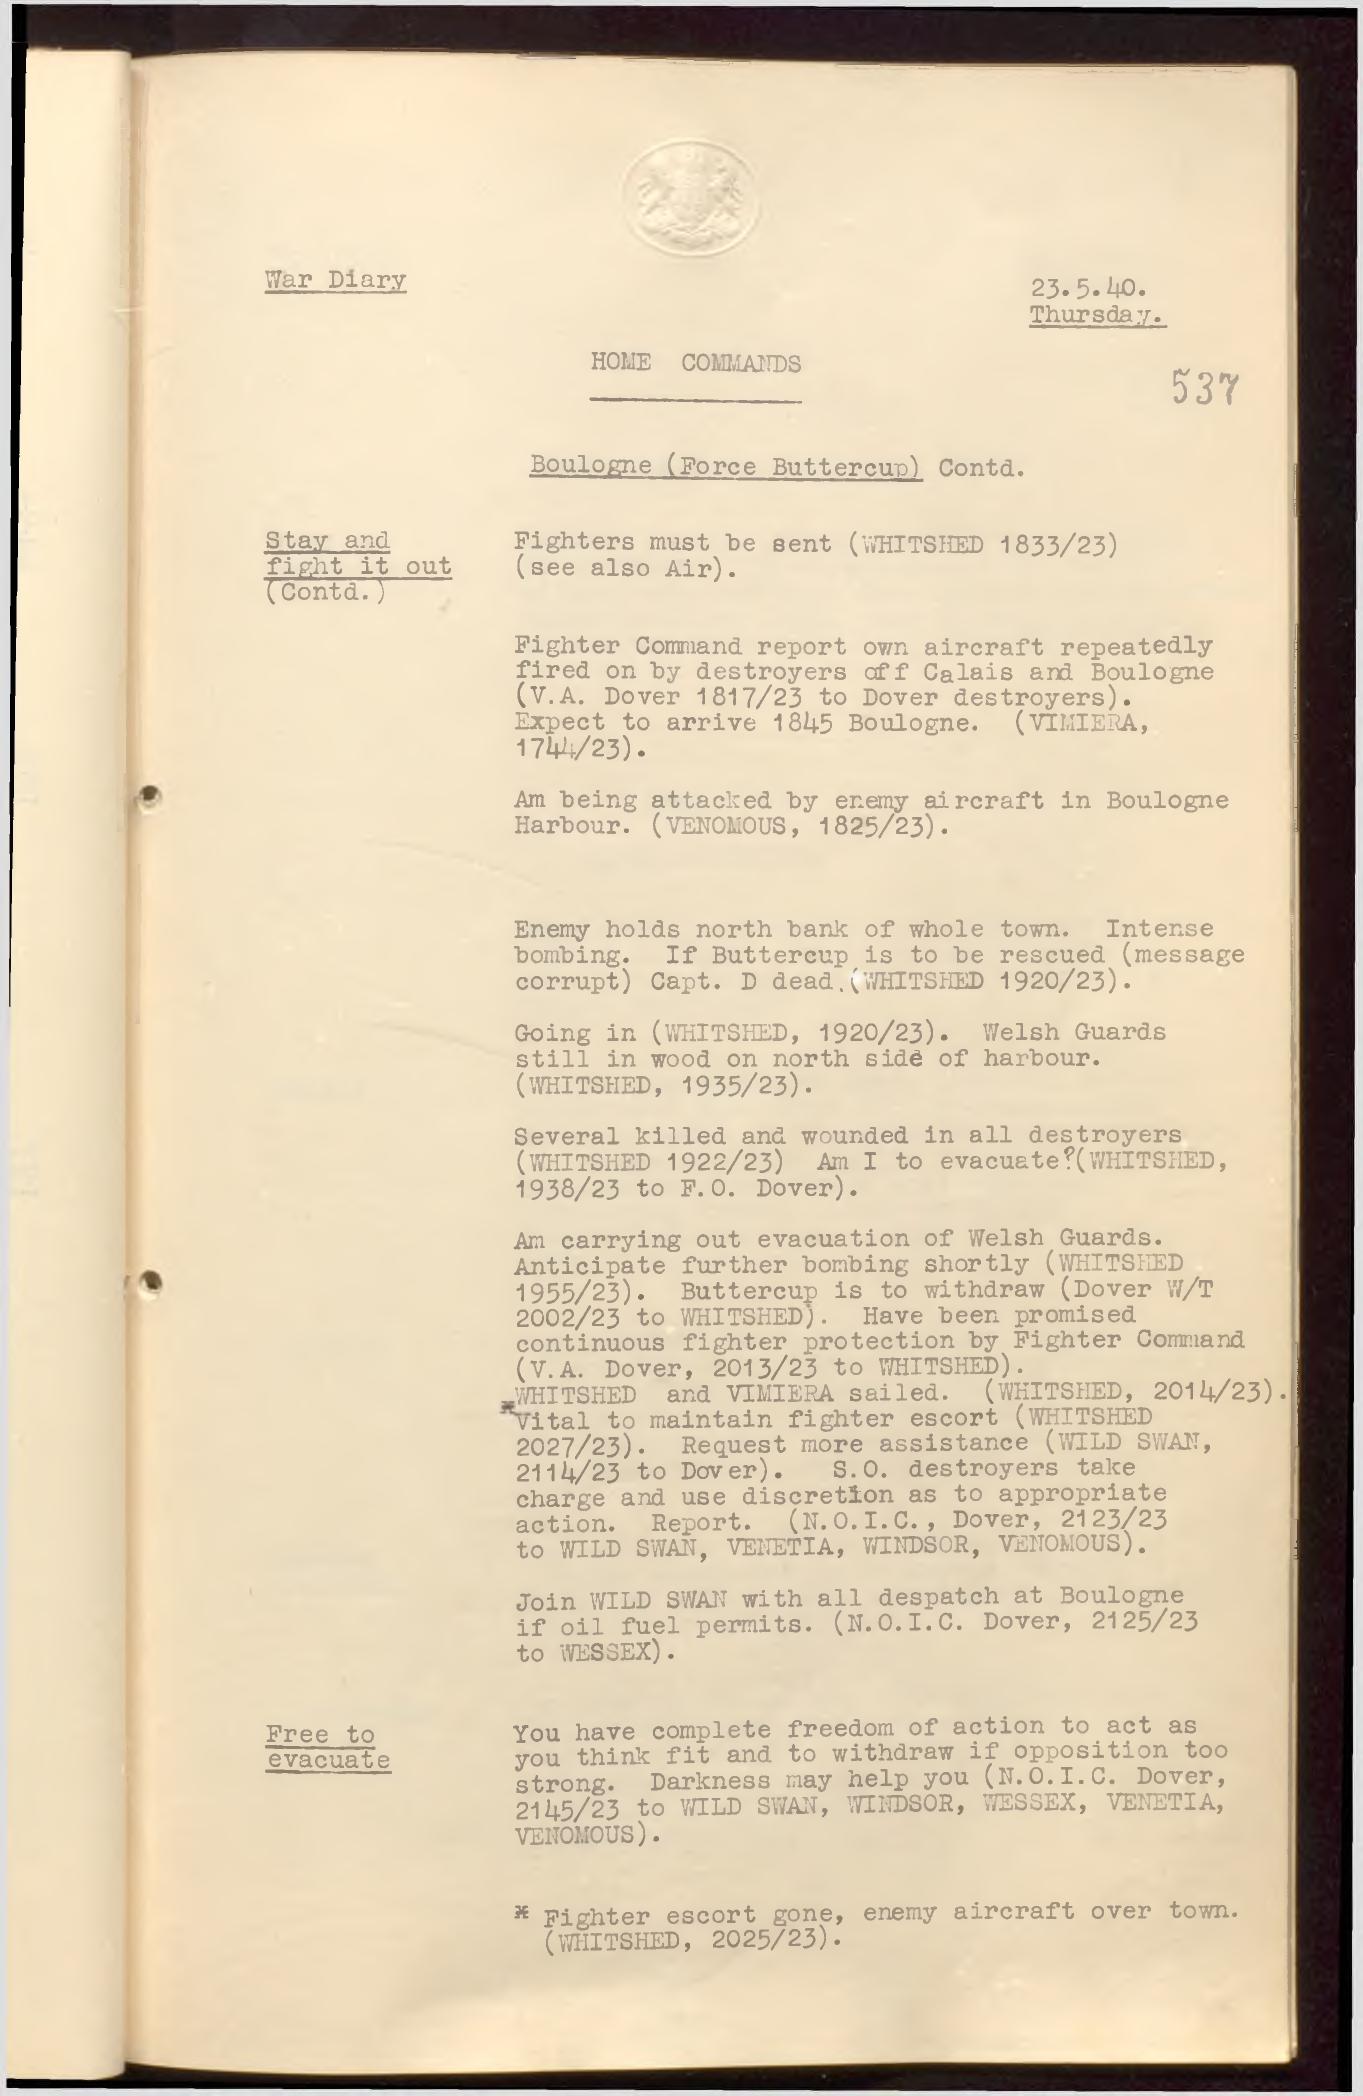 War Diary
23.5.40.
Thursday.
HOME COMMANDS
537
Boulogne (Force Buttercup) Contd.
Stay and
fight it out
(Contd.)
Fighters must be sent (WHITSHED 1833/23)
(see also Air).
Fighter Command report own aircraft repeatedly
fired on by destroyers off Calais and Boulogne
(V.A. Dover 1817/23 to Dover destroyers).
Expect to arrive 1845 Boulogne. (VIMIERA,
1744/23).
Am being attacked by enemy aircraft in Boulogne
Harbour. (VENOMOUS, 1825/23).
Enemy holds north bank of whole town. Intense
bombing. If Buttercup is to be rescued (message
corrupt) Capt. D dead.(WHITSHED 1920/23).
Going in (WHITSHED, 1920/23). Welsh Guards
still in wood on north side of harbour.
(WHITSHED, 1935/23).
Several killed and wounded in all destroyers
(WHITSHED 1922/23) Am I to evacuate?(WHITSHED,
1938/23 to F.O. Dover).
Am carrying out evacuation of Welsh Guards.
Anticipate further bombing shortly (WHITSHED
1955/23). Buttercup is to withdraw (Dover W/T
2002/23 to WHITSHED). Have been promised
continuous fighter protection by Fighter Command
(V.A. Dover, 2013/23 to WHITSHED).
WHITSHED and VIMIERA sailed. (WHITSHED, 2014/23).
*Vital to maintain fighter escort (WHITSHED
2027/23). Request more assistance (WILD SWAN,
2114/23 to Dover). S.O. destroyers take
charge and use discretion as to appropriate
action. Report. (N.O.I.C., Dover, 2123/23
to WILD SWAN, VENETIA, WINDSOR, VENOMOUS).
Join WILD SWAN with all despatch at Boulogne
if oil fuel permits. (N.O.I.C. Dover, 2125/23
to WESSEX).
Free to
evacuate
You have complete freedom of action to act as
you think fit and to withdraw if opposition too
strong. Darkness may help you (N.O.I.C. Dover,
2145/23 to WILD SWAN, WINDSOR, WESSEX, VENETIA,
VENOMOUS).
* Fighter escort gone, enemy aircraft over town.
(WHITSHED, 2025/23).